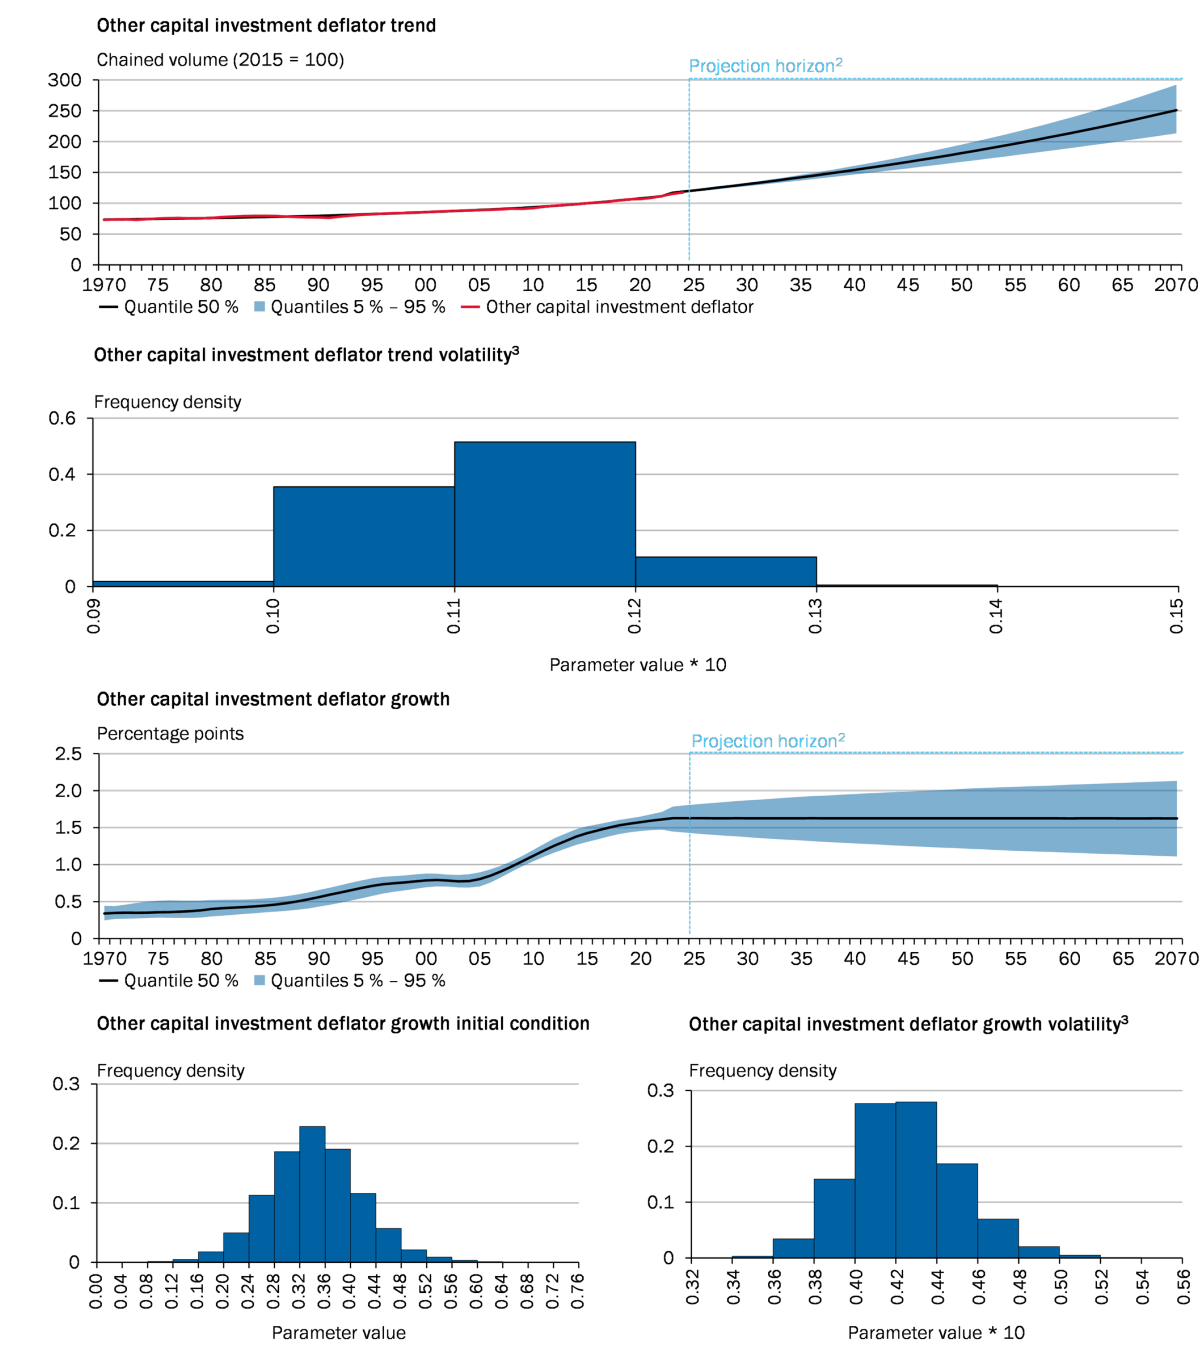 Other capital investment deflator trend
Chained volume (2015 = 100)
Projection horizon²
300
250
200
150
100
50
0
1970 75 80 85 90 95 00 05 10 15 20 25 30 35 40 45 50 55 60 65 2070
Quantile 50 % Quantiles 5 % – 95 % Other capital investment deflator
Other capital investment deflator trend volatility³
Frequency density
0.6
0.4
0.2
0
0.09 0.10 0.11 0.12 0.13 0.14 0.15
Parameter value * 10
Other capital investment deflator growth
Percentage points
Projection horizon²
2.5
2.0
1.5
1.0
0.5
0
1970 75 80 85 90 95 00 05 10 15 20 25 30 35 40 45 50 55 60 65 2070
Quantile 50 % Quantiles 5 % – 95 %
Other capital investment deflator growth initial condition
Frequency density
0.3
0.2
0.1
0
0.00 0.04 0.08 0.12 0.16 0.20 0.24 0.28 0.32 0.36 0.40 0.44 0.48 0.52 0.56 0.60 0.64 0.68 0.72 0.76
Parameter value
Other capital investment deflator growth volatility³
Frequency density
0.3
0.2
0.1
0
0.32 0.34 0.36 0.38 0.40 0.42 0.44 0.46 0.48 0.50 0.52 0.54 0.56
Parameter value * 10